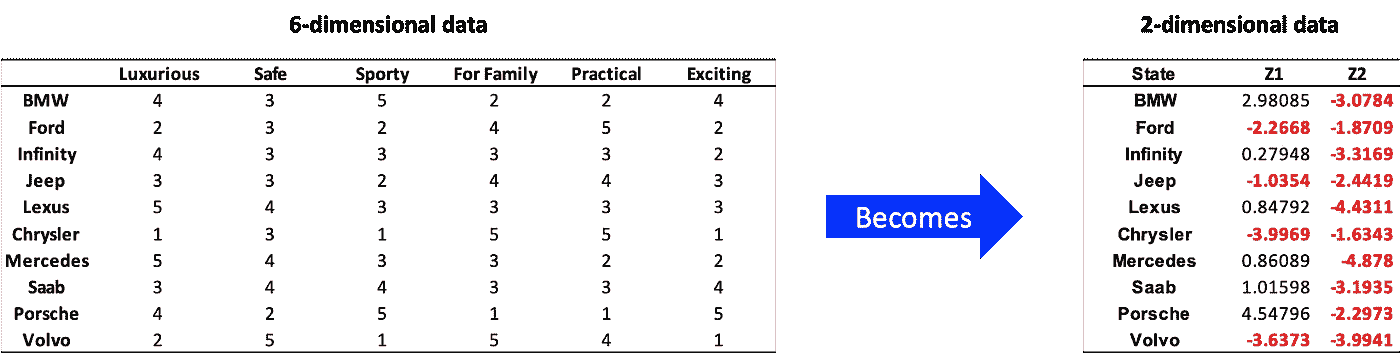 6-dimensional data 2-dimensional data
Luxurious Safe Sporty For Family Practical Exciting State Z1 Z2
BMW 4 3 5 2 2 4 BMW 2.98085 -3.0784
Ford 2 3 2 4 5 2 Ford -2.2668 -1.8709
Infinity 4 3 3 3 3 2 Infinity 0.27948 -3.3169
Jeep 3 3 2 4 4 3 Jeep -1.0354 -2.4419
Lexus 5 4 3 3 3 3 Lexus 0.84792 -4.4311
Becomes
Chrysler 1 3 1 5 5 1 Chrysler -3.9969 -1.6343
Mercedes 5 4 3 3 2 2 Mercedes 0.86089 -4.878
Saab 3 4 4 3 3 4 Saab 1.01598 -3.1935
Porsche 4 2 5 1 1 5 Porsche 4.54796 -2.2973
Volvo 2 5 1 5 4 1 Volvo -3.6373 -3.9941